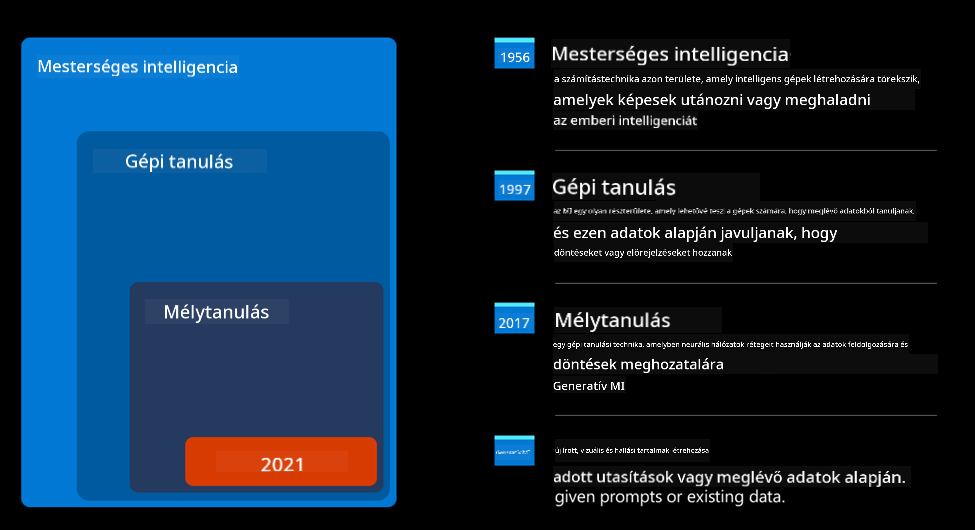 Mesterséges intelligencia
Gépi tanulás
Mélytanulás
2021
1956
Mesterséges intelligencia
a számítástechnika azon területe, amely intelligens gépek létrehozására törekszik,
amelyek képesek utánozni vagy meghaladni
az emberi intelligenciát
1997
Gépi tanulás
az MI egy olyan részterülete, amely lehetővé teszi a gépek számára, hogy meglévő adatokból tanuljanak,
és ezen adatok alapján javuljanak, hogy
döntéseket vagy előrejelzéseket hozzanak
2017
Mélytanulás
egy gépi tanulási technika, amelyben neurális hálózatok rétegeit használják az adatok feldolgozására és
döntések meghozatalára
Generatív MI
új írott, vizuális és hallási tartalmak létrehozása
adott utasítások vagy meglévő adatok alapján.
given prompts or existing data.